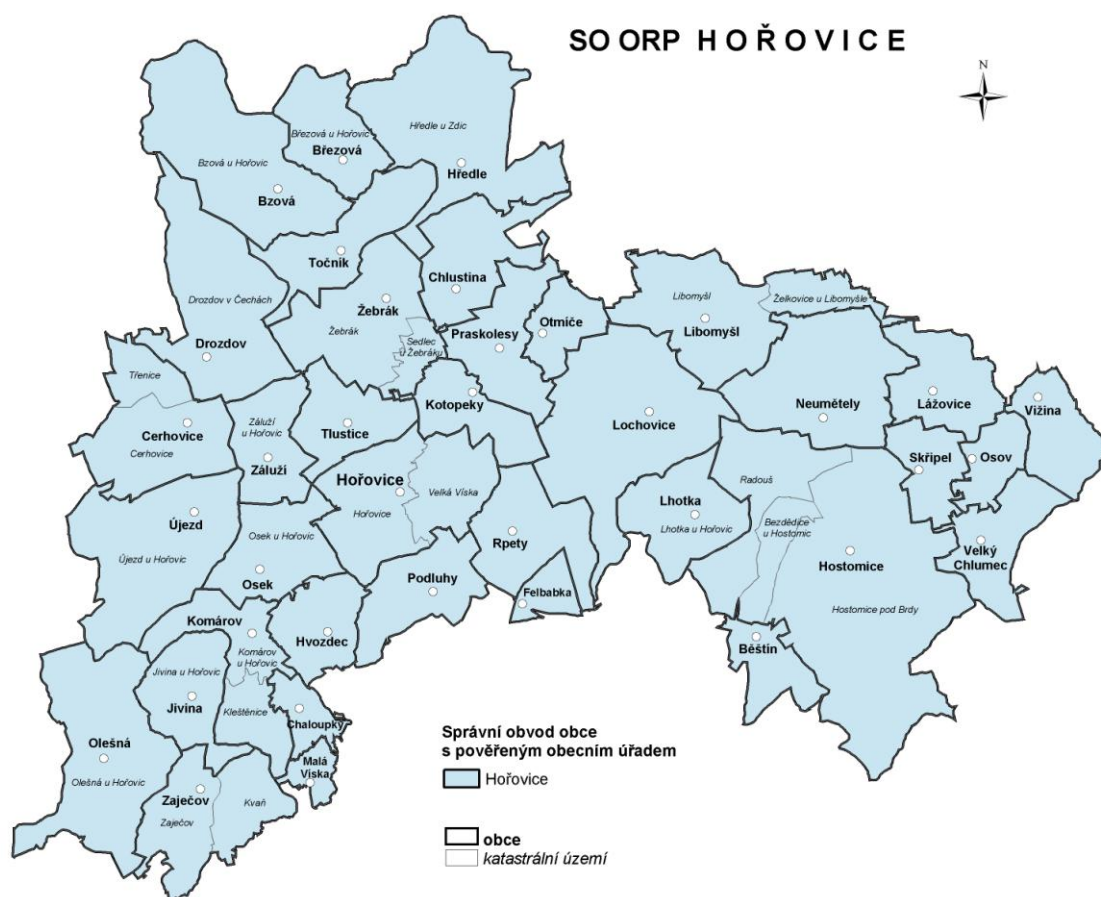 SO ORP HOŘOVICE
N
Hředle u Zdic
Březová u Hořovic
Březová
Bzová u Hořovic
Hředle
Bzová
Točník
Chlustina
Drozdov v Čechách
Žebrák
Žebrák
Sedlec
u Žebráku
Drozdov
Praskolesy
Otmíče
Libomyšl
Želkovice u Libomyšle
Libomyšl
Třenice
Kotopeky
Lochovice
Neumětely
Lážovice
Vižina
Cerhovice
Cerhovice
Záluží
u Hořovic
Záluží
Tlustice
Hořovice
Hořovice
Velká Víska
Radouš
Skřipel
Osov
Újezd
Újezd u Hořovic
Osek u Hořovic
Osek
Rpety
Lhotka
Lhotka u Hořovic
Bezdědice
u Hostomic
Hostomice
Hostomice pod Brdy
Velký
Chlumec
Podluhy
Felbabka
Komárov
Komárov
u Hořovic
Hvozdec
Běštín
Jivina u Hořovic
Jivina
Kleštěnice
Chaloupky
Olešná
Olešná u Hořovic
Malá
Víska
Zaječov
Zaječov
Kvaň
Správní obvod obce
s pověřeným obecním úřadem
Hořovice
obce
katastrální území